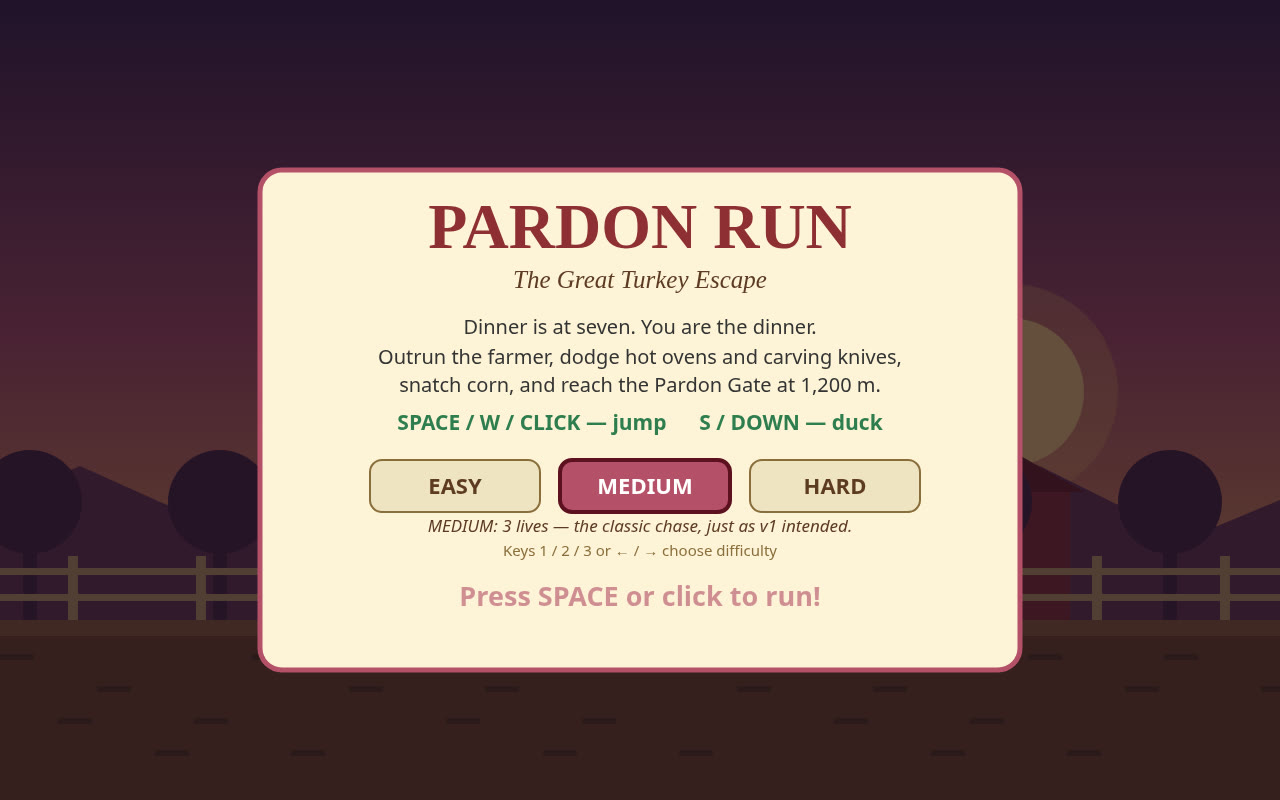 PARDON RUN
The Great Turkey Escape
Dinner is at seven. You are the dinner.
Outrun the farmer, dodge hot ovens and carving knives,
snatch corn, and reach the Pardon Gate at 1,200 m.
SPACE / W / CLICK — jump S / DOWN — duck
EASY MEDIUM HARD
MEDIUM: 3 lives — the classic chase, just as v1 intended.
Keys 1 / 2 / 3 or ← / → choose difficulty
Press SPACE or click to run!